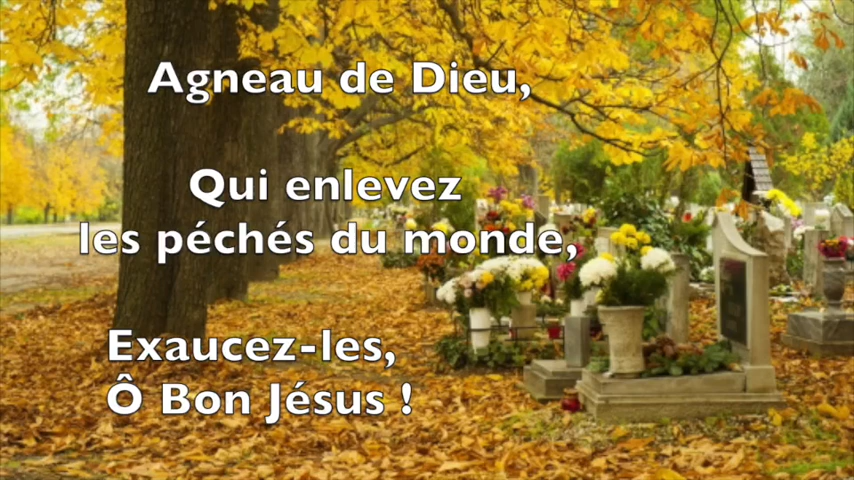 Agneau de Dieu,
Qui enlevez
les péchés du monde,
Exaucez-les,
Ô Bon Jésus !